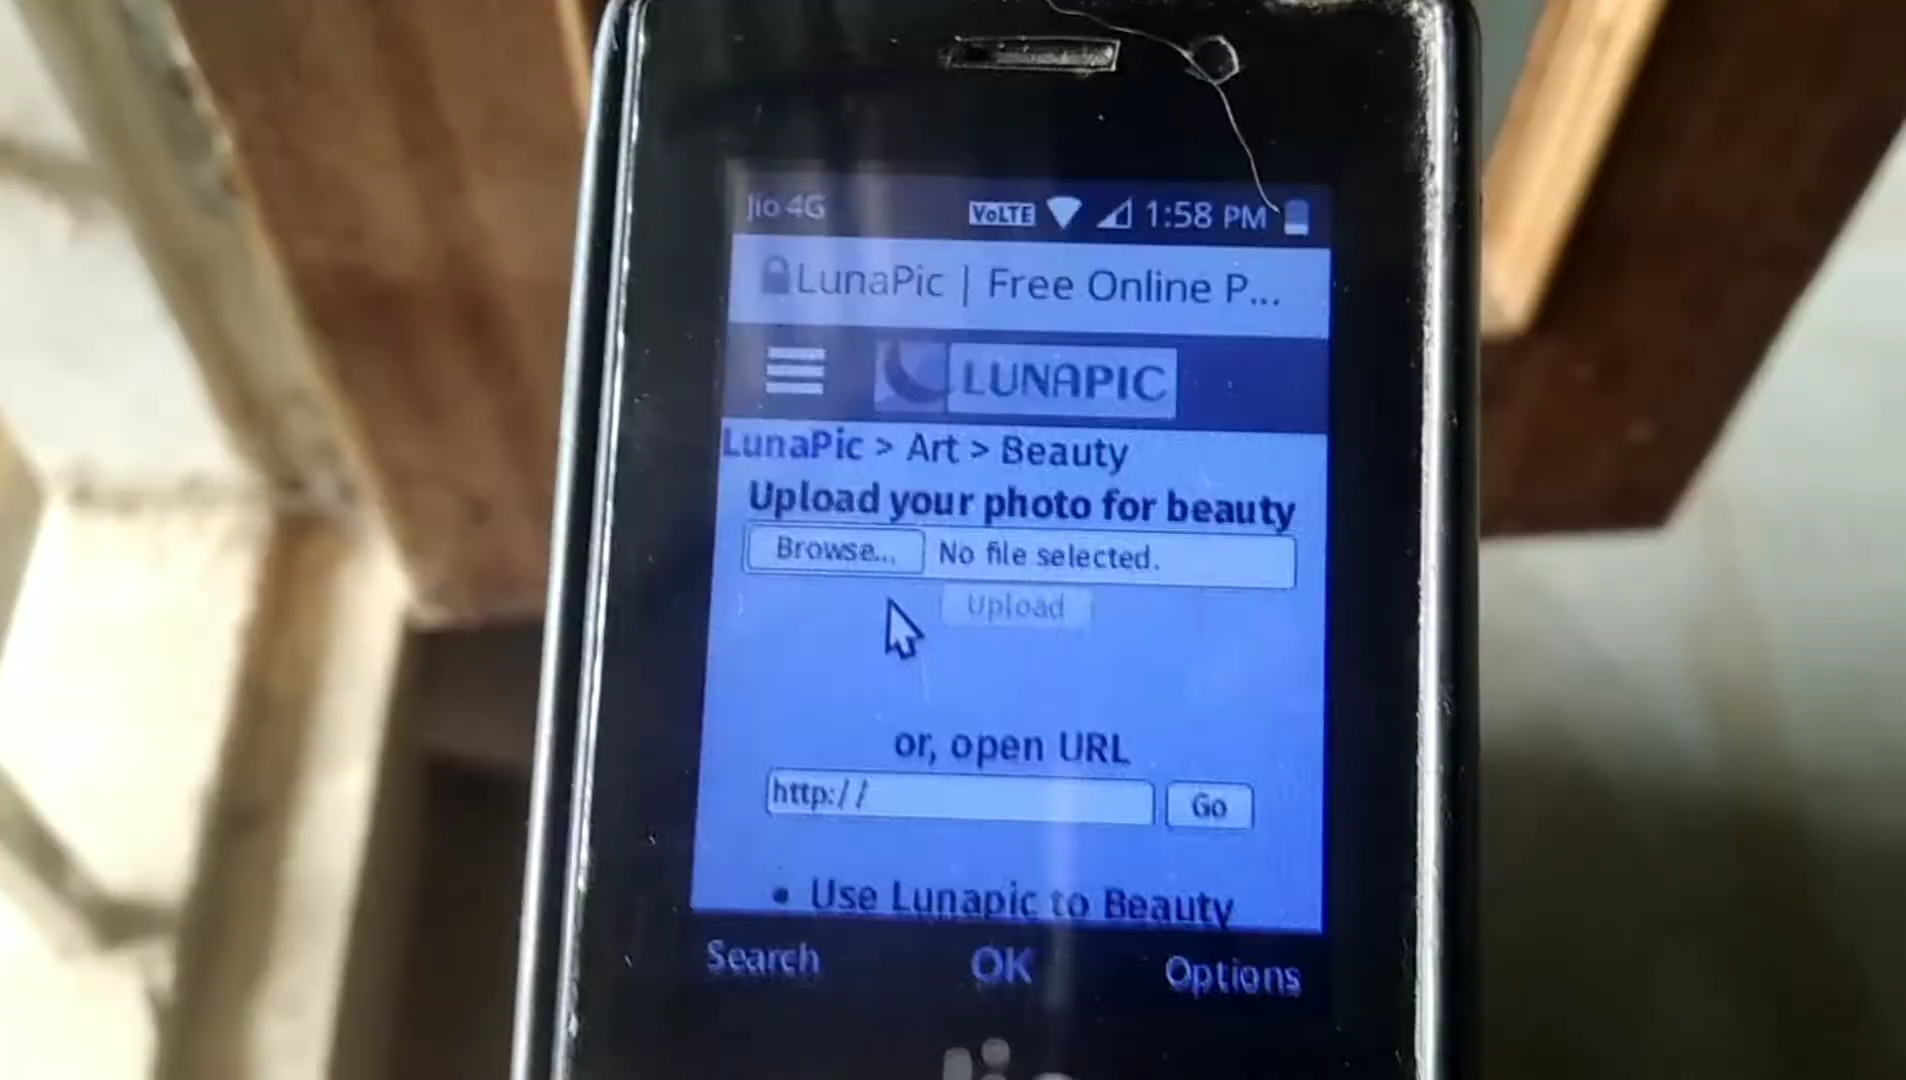 Jio 4G VoLTE 1:58 PM
LunaPic | Free Online P...
LUNAPIC
LunaPic > Art > Beauty
Upload your photo for beauty
Browse... No file selected.
Upload
or, open URL
http:// Go
• Use Lunapic to Beauty
Search OK Options
Jio